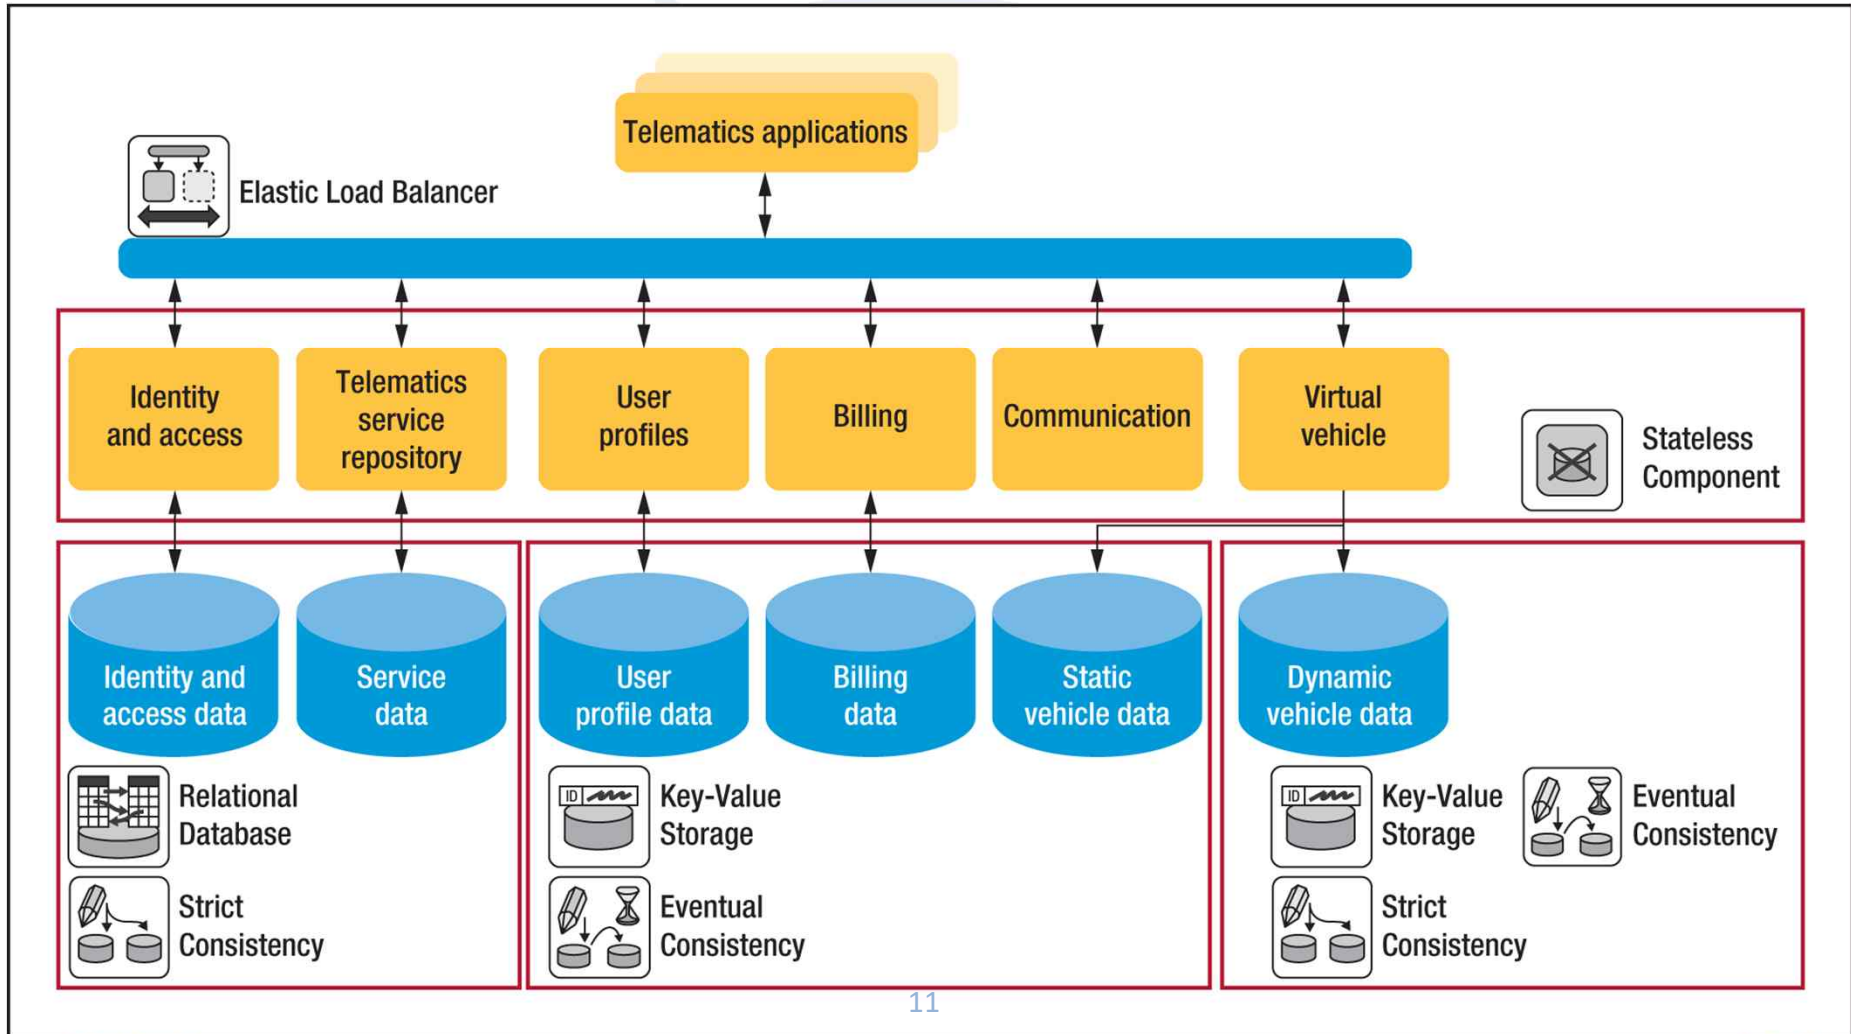 Telematics applications
Elastic Load Balancer
Identity
and access
Telematics
service
repository
User
profiles
Billing
Communication
Virtual
vehicle
Stateless
Component
Identity and
access data
Service
data
User
profile data
Billing
data
Static
vehicle data
Dynamic
vehicle data
Relational
Database
Strict
Consistency
ID
Key-Value
Storage
Eventual
Consistency
ID
Key-Value
Storage
Eventual
Consistency
Strict
Consistency
11